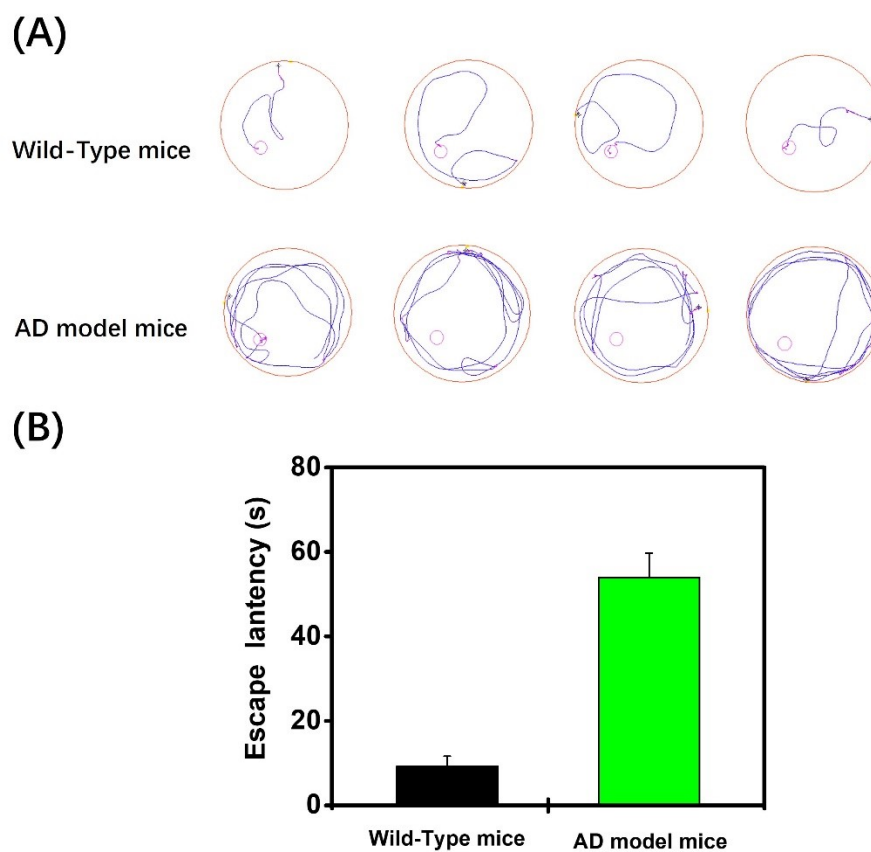 (A)
Wild-Type mice
AD model mice
(B)
Escape lantency (s)
80
60
40
20
0
Wild-Type mice
AD model mice